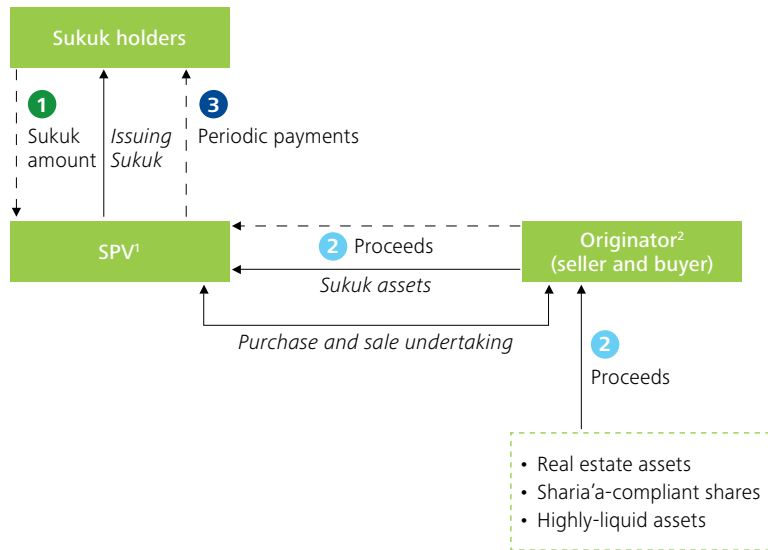 Sukuk holders
1
Sukuk
amount
Issuing
Sukuk
3
Periodic payments
SPV¹
2 Proceeds
Sukuk assets
Originator²
(seller and buyer)
Purchase and sale undertaking
2
Proceeds
• Real estate assets
• Sharia'a-compliant shares
• Highly-liquid assets